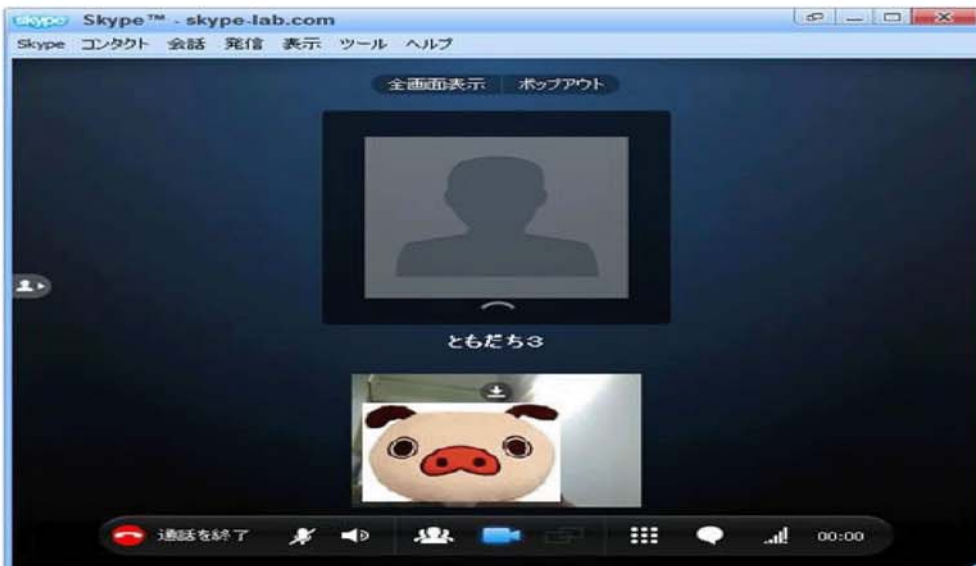 skype Skype™ - skype-lab.com
Skype コンタクト 会話 発信 表示 ツール ヘルプ
全画面表示 ポップアウト
ともだち3
通話を終了 00:00